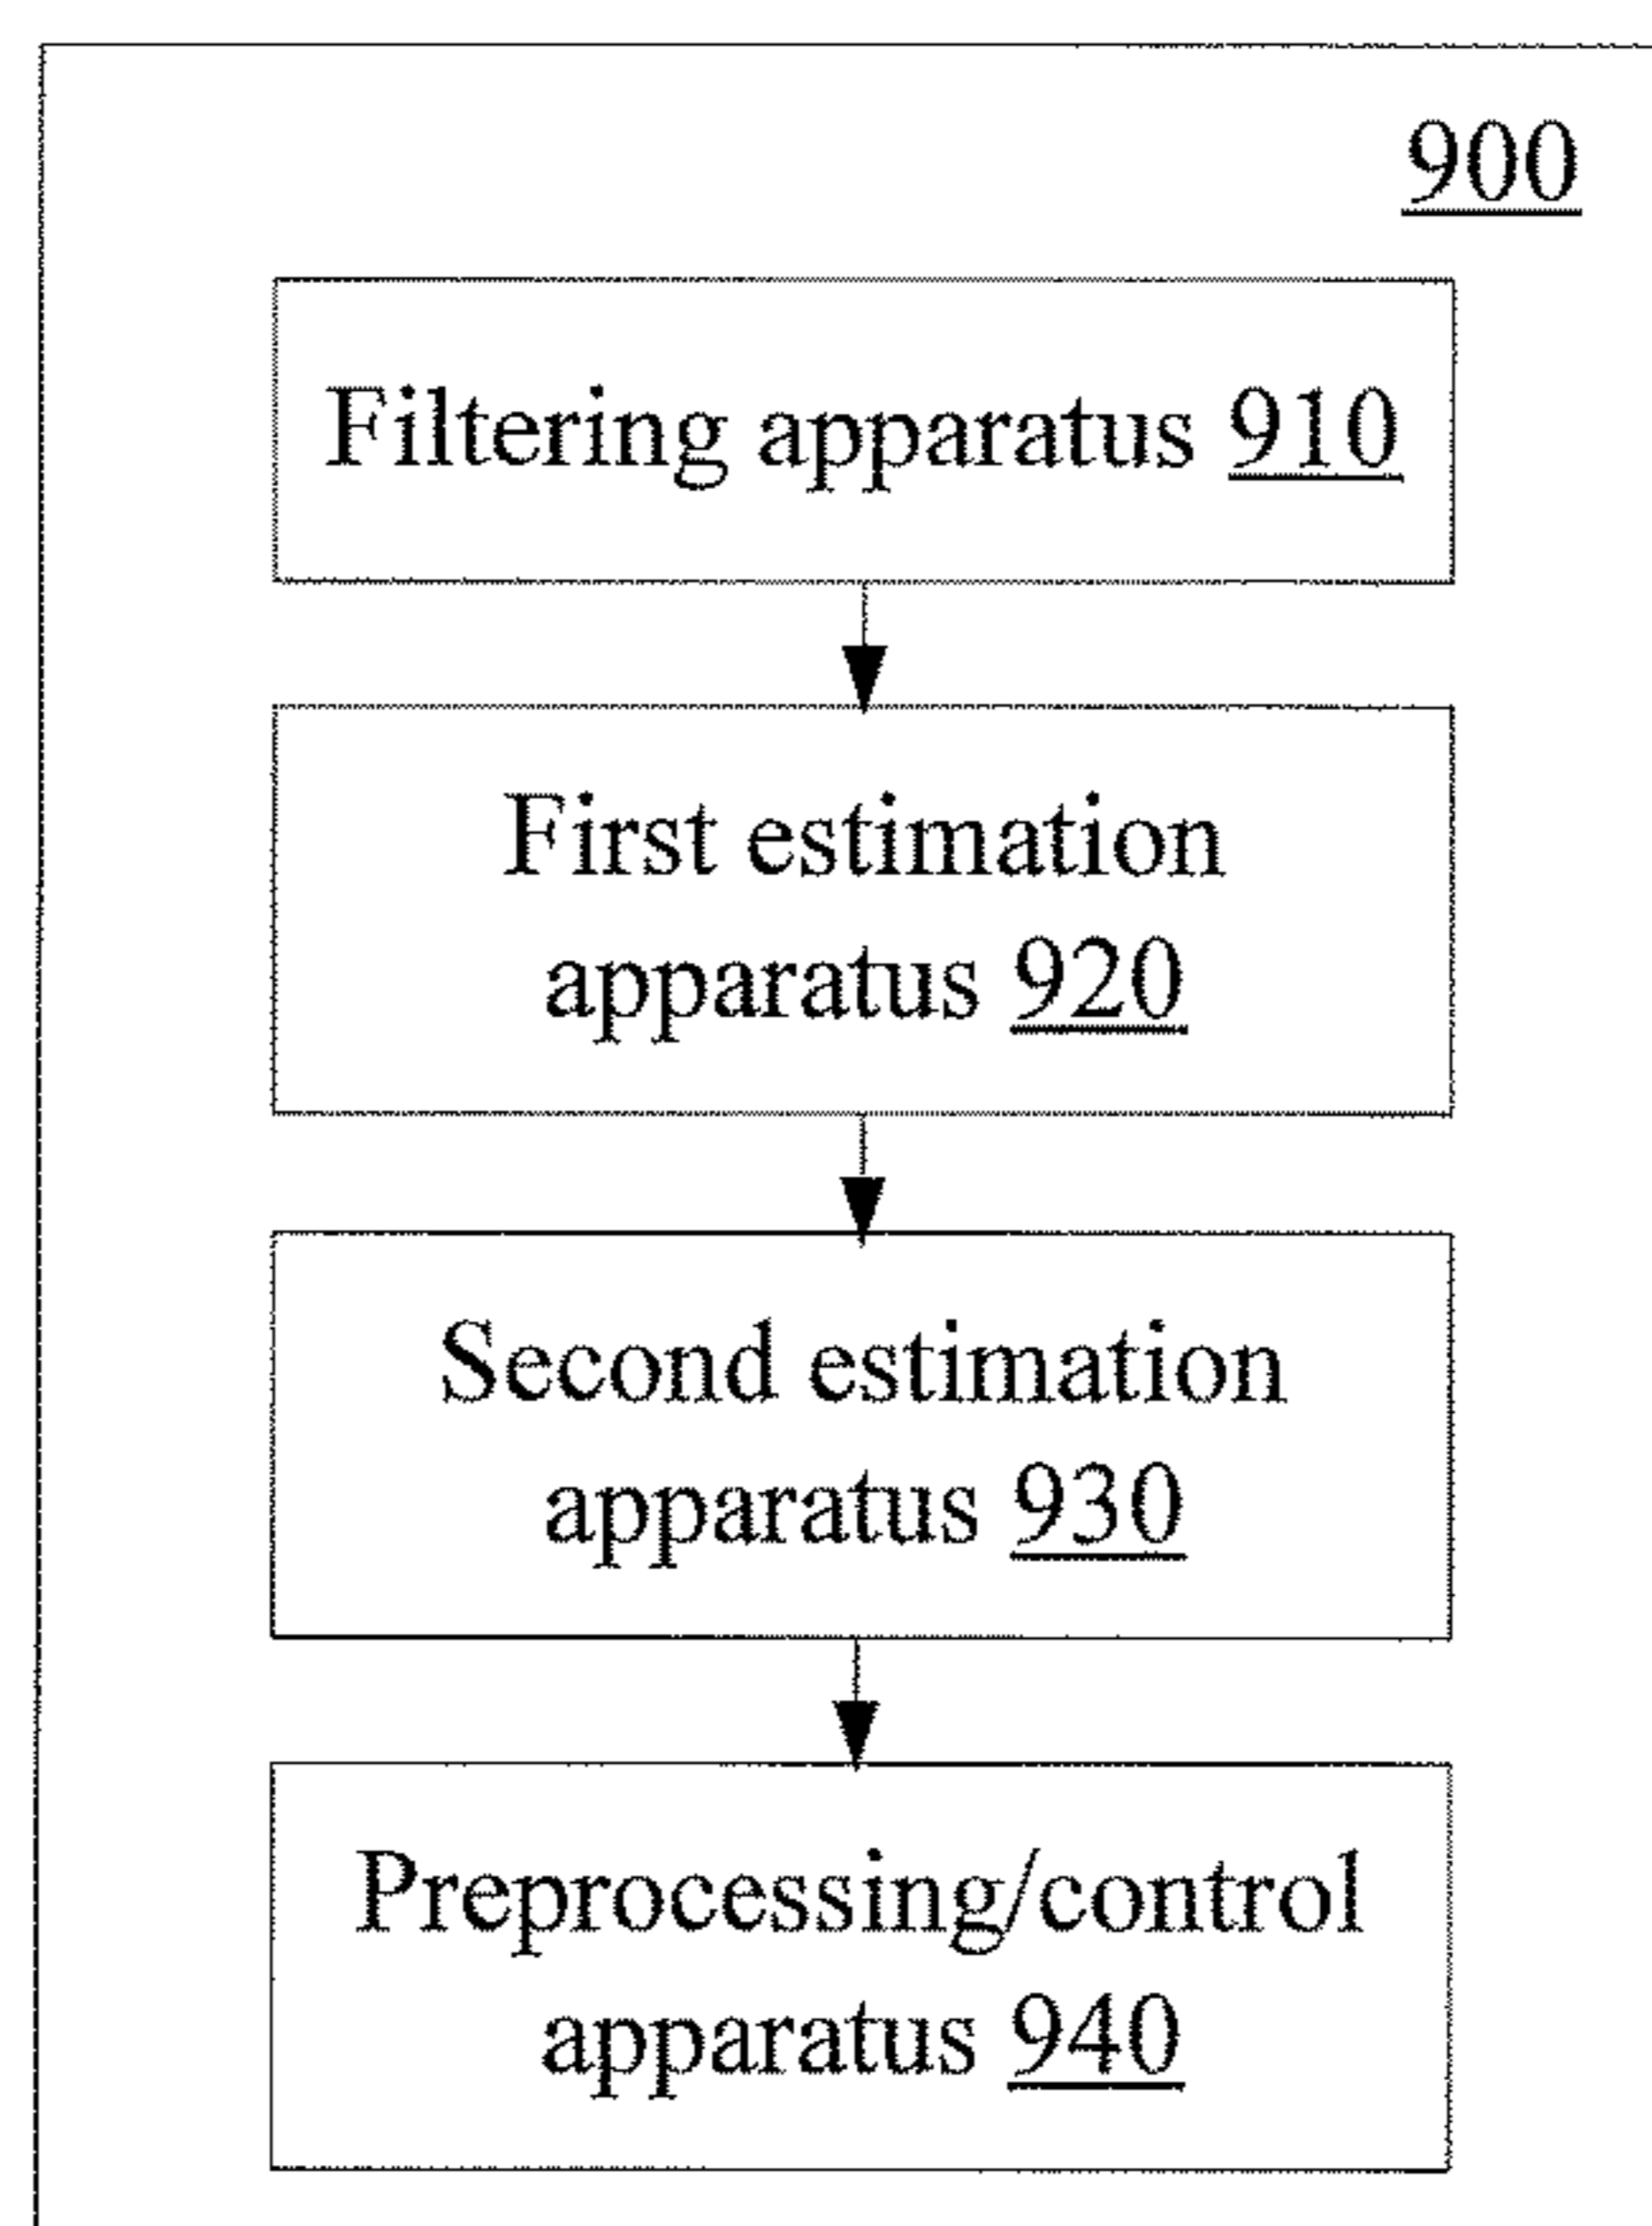 900
Filtering apparatus 910
First estimation
apparatus 920
Second estimation
apparatus 930
Preprocessing/control
apparatus 940